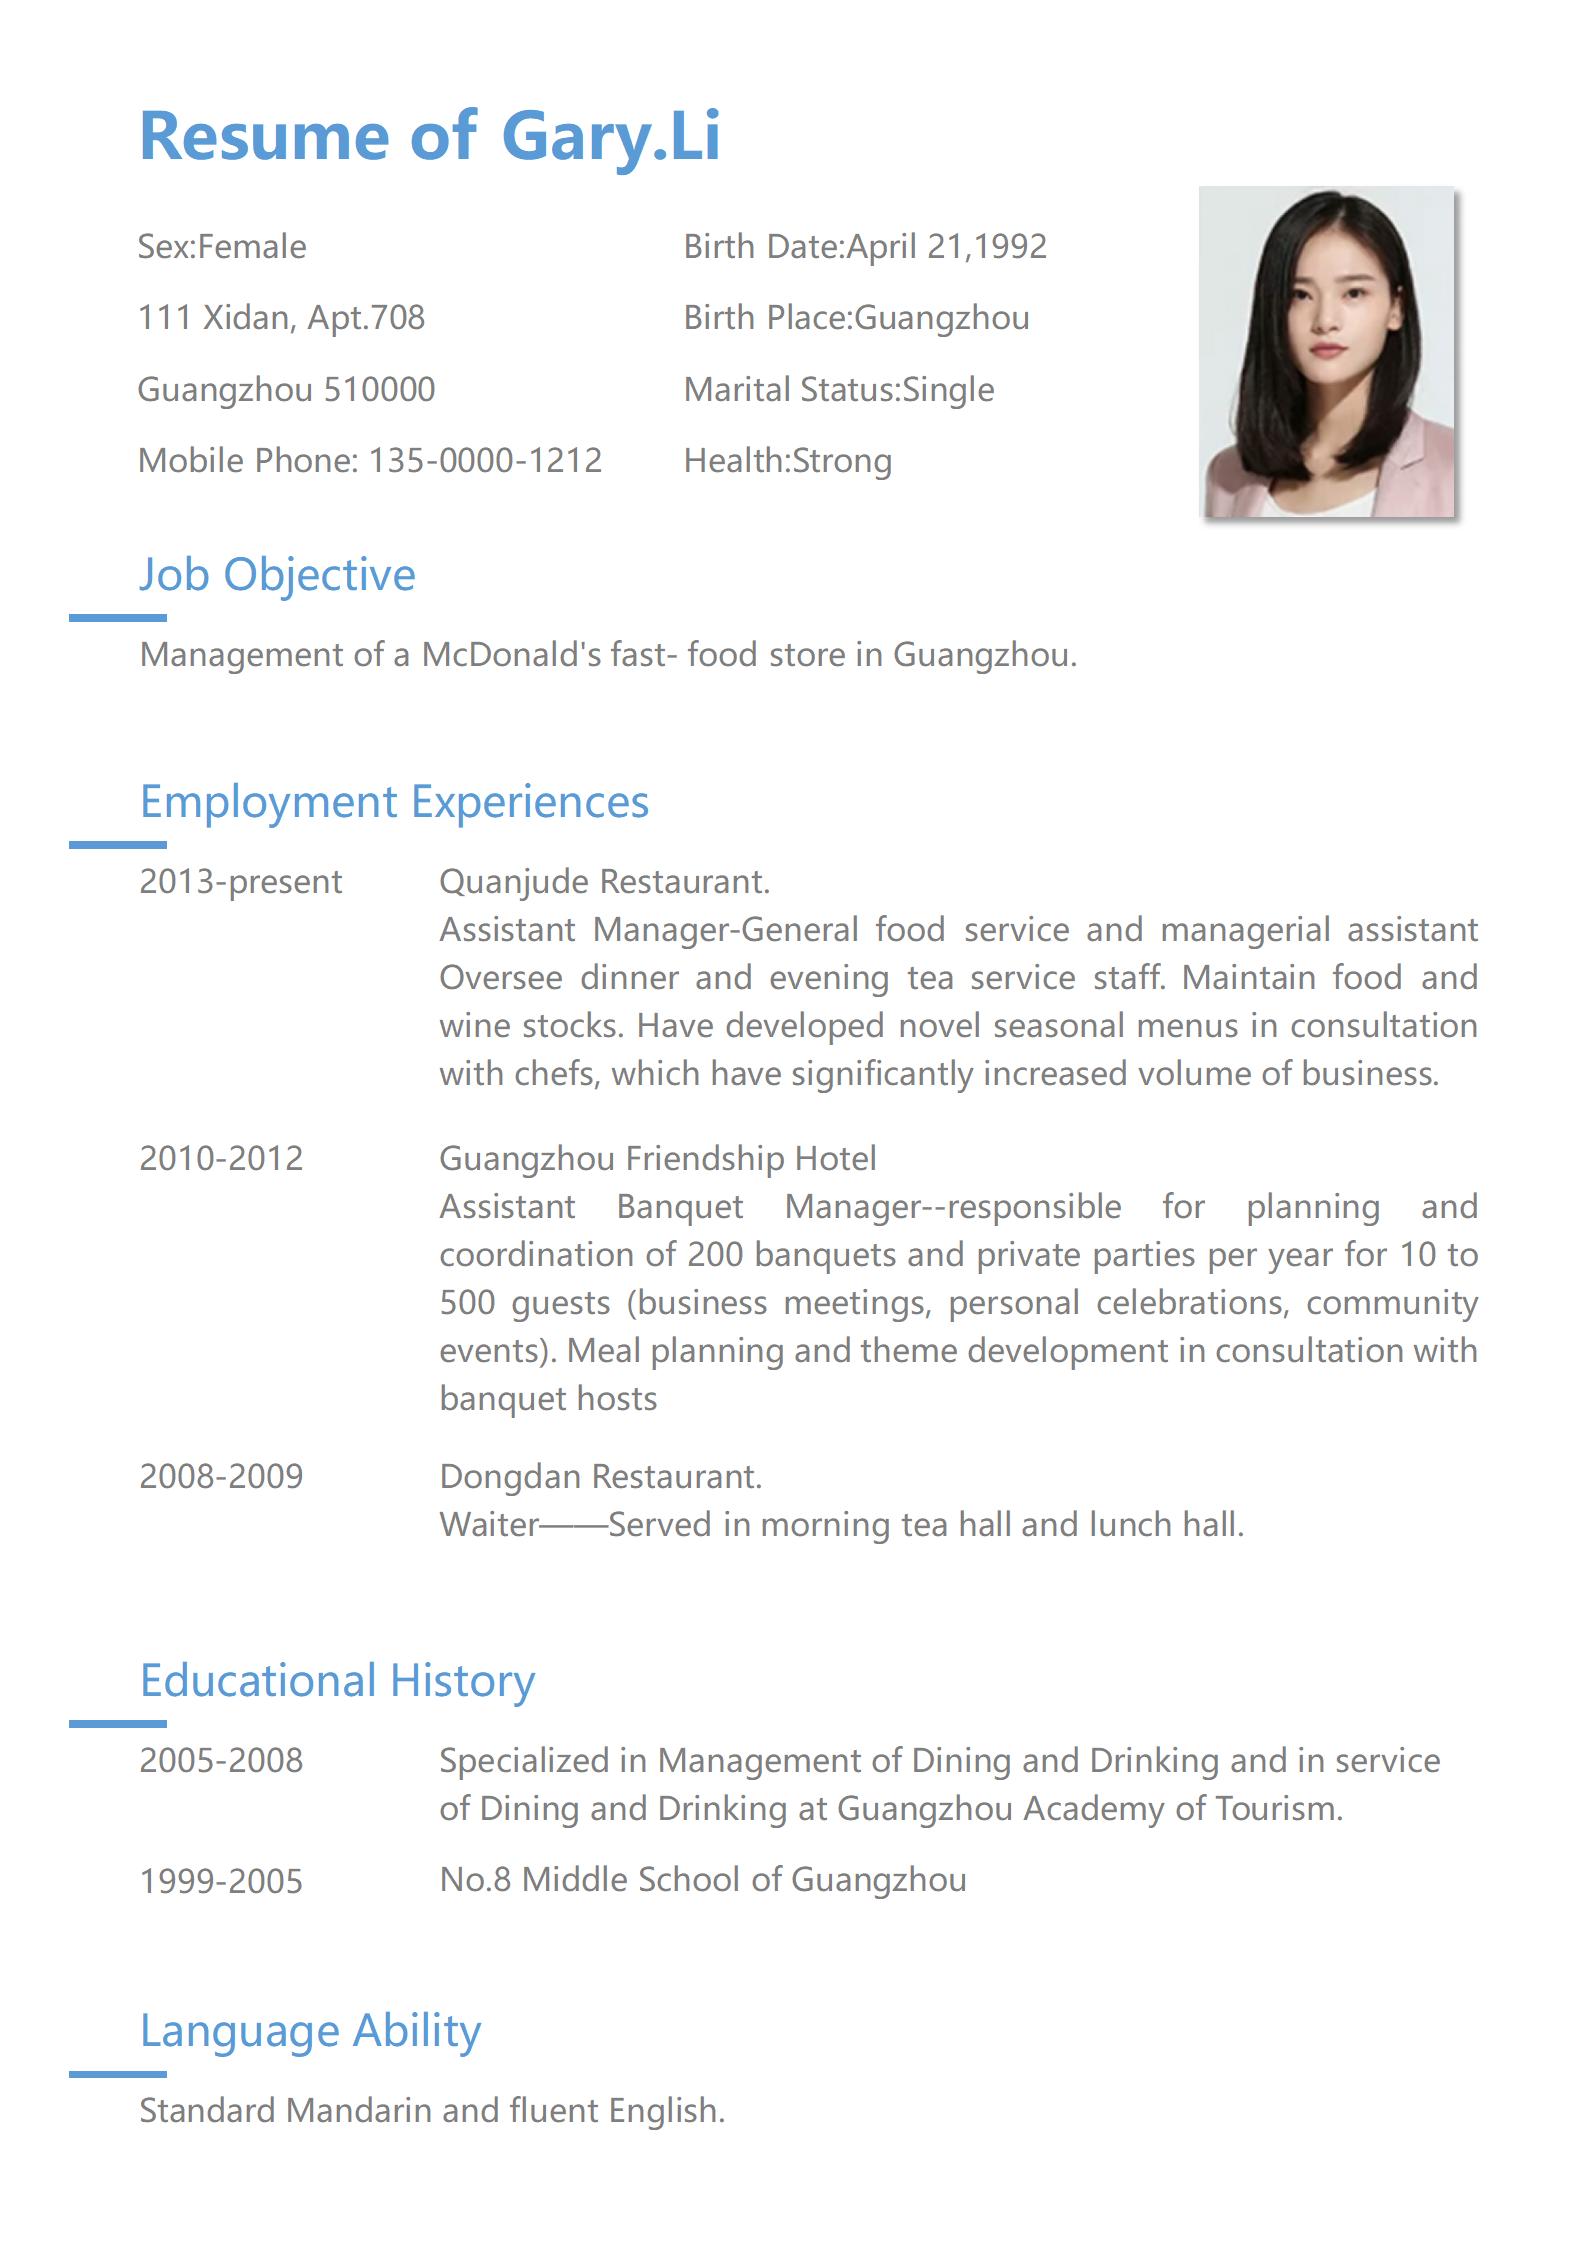 Resume of Gary.Li
Sex:Female
Birth Date:April 21,1992
111 Xidan, Apt.708
Birth Place:Guangzhou
Guangzhou 510000
Marital Status:Single
Mobile Phone: 135-0000-1212
Health:Strong
Job Objective
Management of a McDonald's fast- food store in Guangzhou.
Employment Experiences
2013-present
Quanjude Restaurant.
Assistant Manager-General food service and managerial assistant
Oversee dinner and evening tea service staff. Maintain food and
wine stocks. Have developed novel seasonal menus in consultation
with chefs, which have significantly increased volume of business.
2010-2012
Guangzhou Friendship Hotel
Assistant Banquet Manager--responsible for planning and
coordination of 200 banquets and private parties per year for 10 to
500 guests (business meetings, personal celebrations, community
events). Meal planning and theme development in consultation with
banquet hosts
2008-2009
Dongdan Restaurant.
Waiter——Served in morning tea hall and lunch hall.
Educational History
2005-2008
Specialized in Management of Dining and Drinking and in service
of Dining and Drinking at Guangzhou Academy of Tourism.
1999-2005
No.8 Middle School of Guangzhou
Language Ability
Standard Mandarin and fluent English.